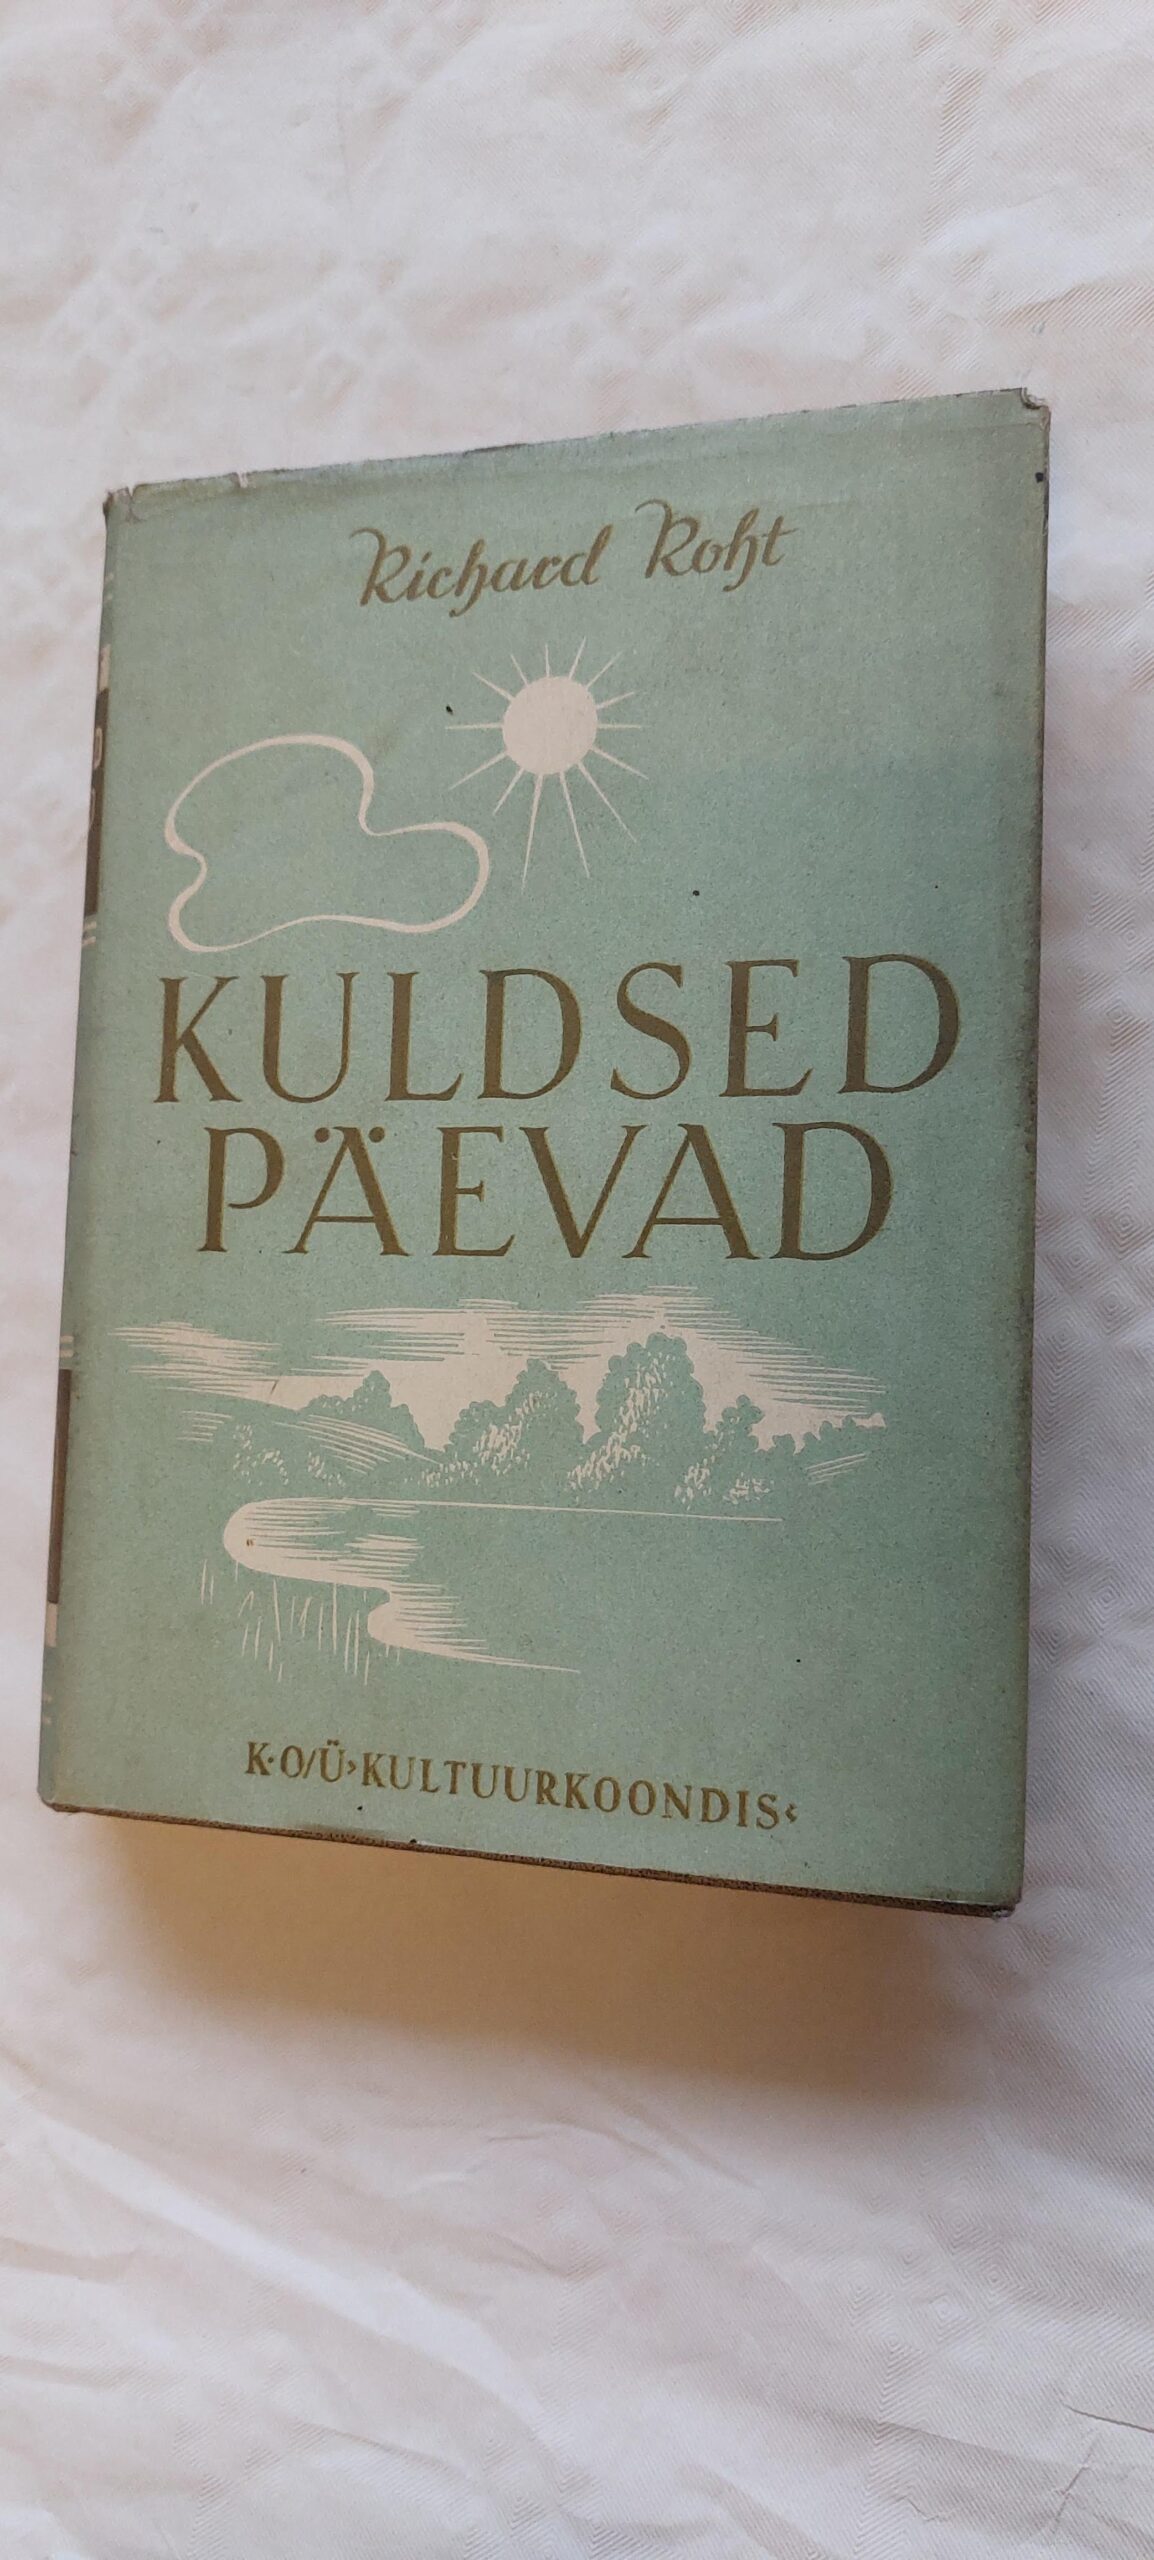 Richard Roht
KULDSED
PÄEVAD
K·O/Ü›KULTUURKOONDIS‹